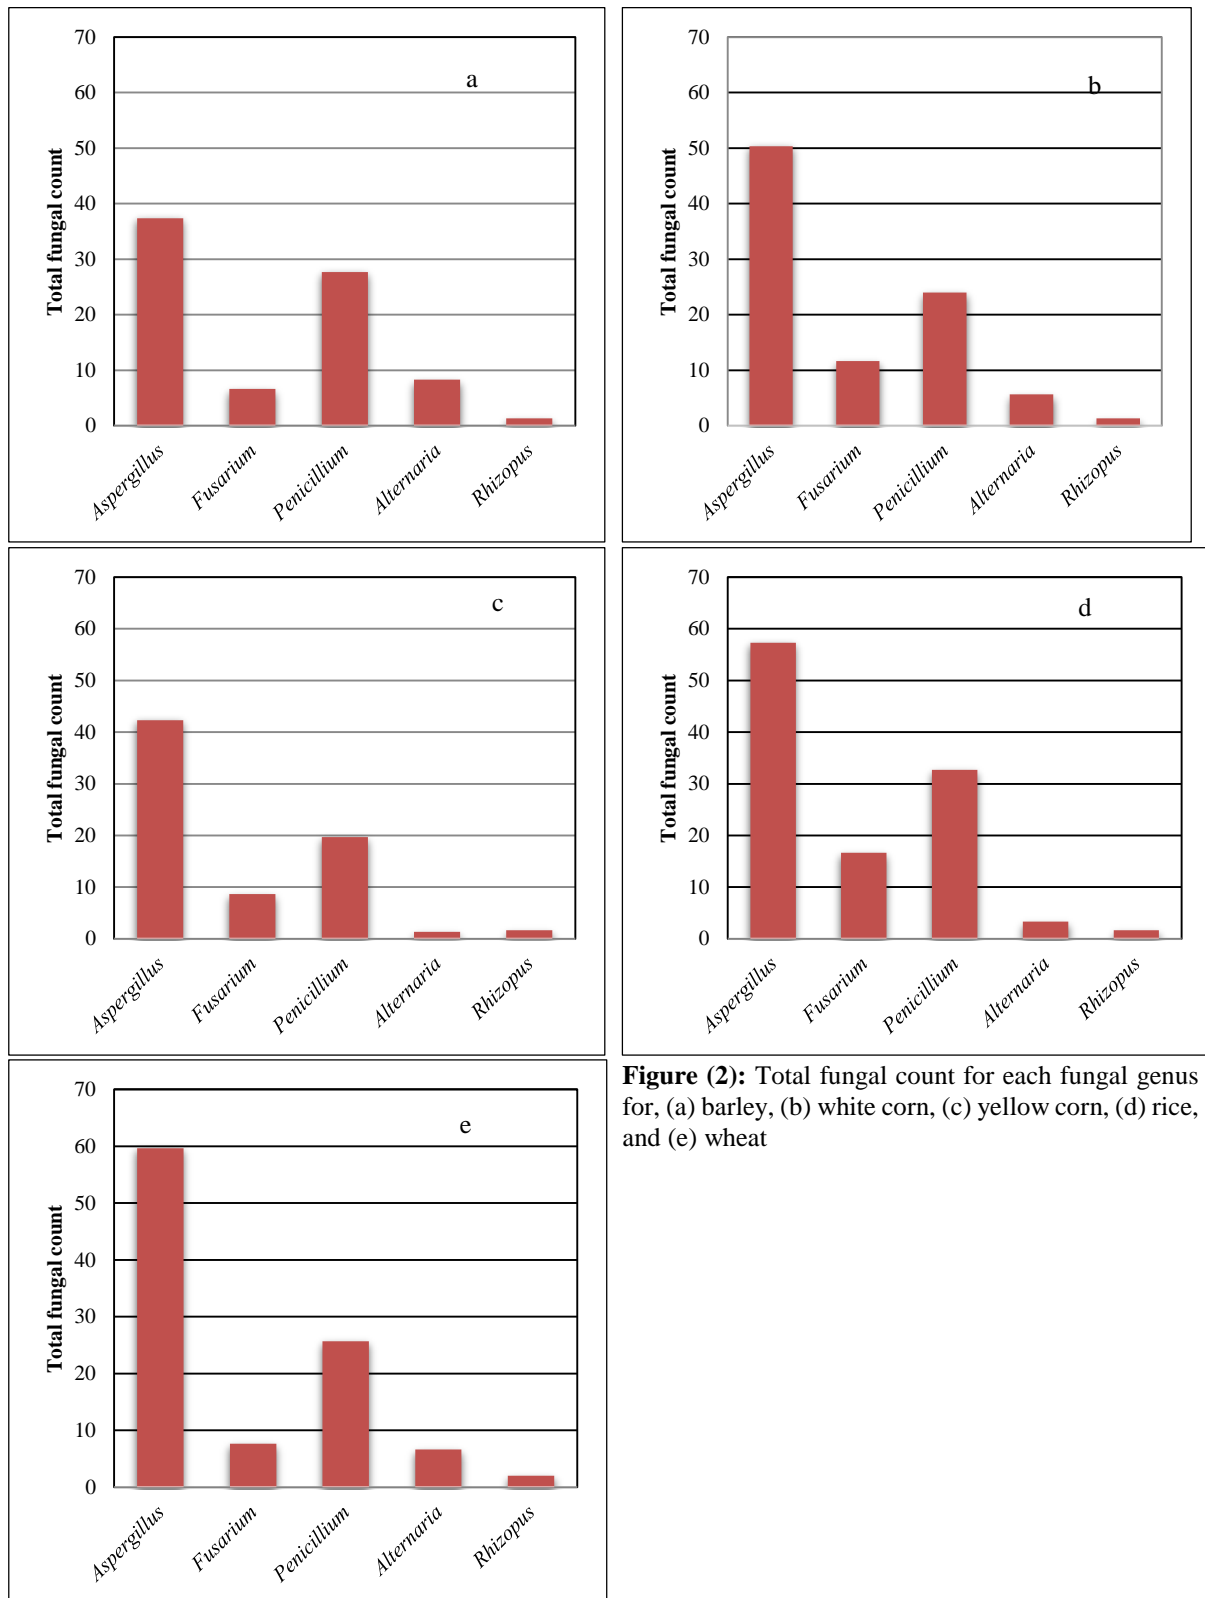 70
60
50
40
30
20
10
0
Total fungal count
a
Aspergillus
Fusarium
Penicillium
Alternaria
Rhizopus
70
60
50
40
30
20
10
0
Total fungal count
b
Aspergillus
Fusarium
Penicillium
Alternaria
Rhizopus
70
60
50
40
30
20
10
0
Total fungal count
c
Aspergillus
Fusarium
Penicillium
Alternaria
Rhizopus
70
60
50
40
30
20
10
0
Total fungal count
d
Aspergillus
Fusarium
Penicillium
Alternaria
Rhizopus
70
60
50
40
30
20
10
0
Total fungal count
e
Aspergillus
Fusarium
Penicillium
Alternaria
Rhizopus
Figure (2): Total fungal count for each fungal genus
for, (a) barley, (b) white corn, (c) yellow corn, (d) rice,
and (e) wheat